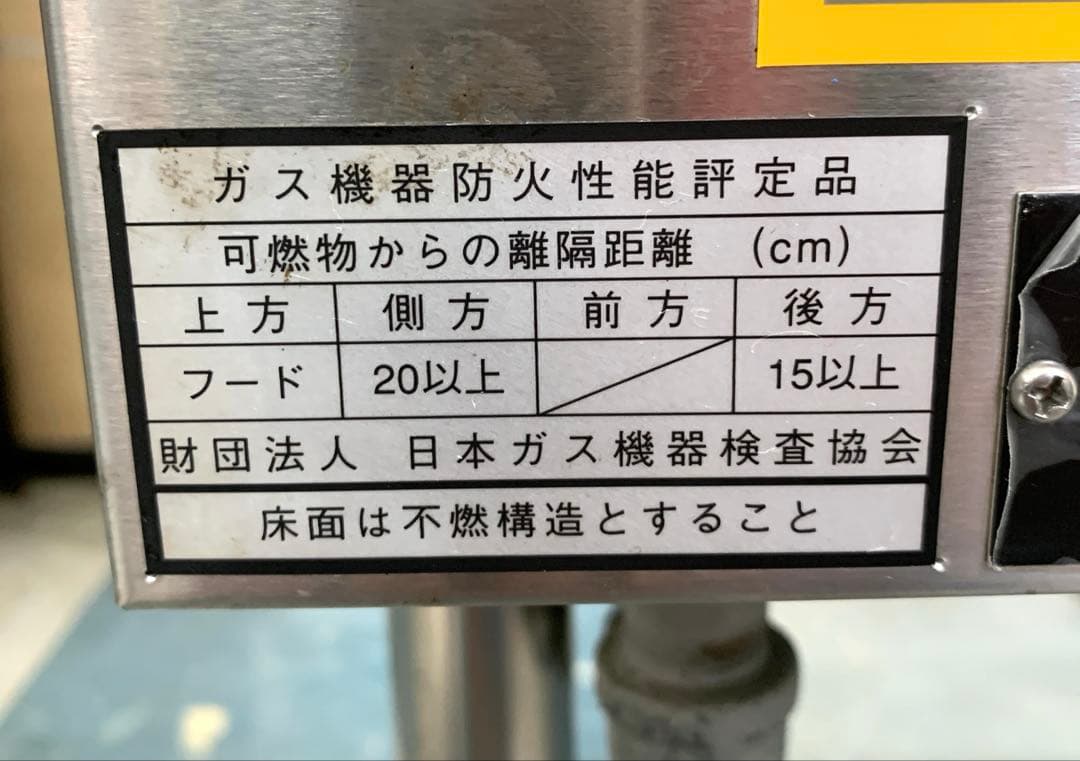 ガス機器防火性能評定品
可燃物からの離隔距離 (cm)
上方 側方 前方 後方
フード 20以上 15以上
財団法人 日本ガス機器検査協会
床面は不燃構造とすること